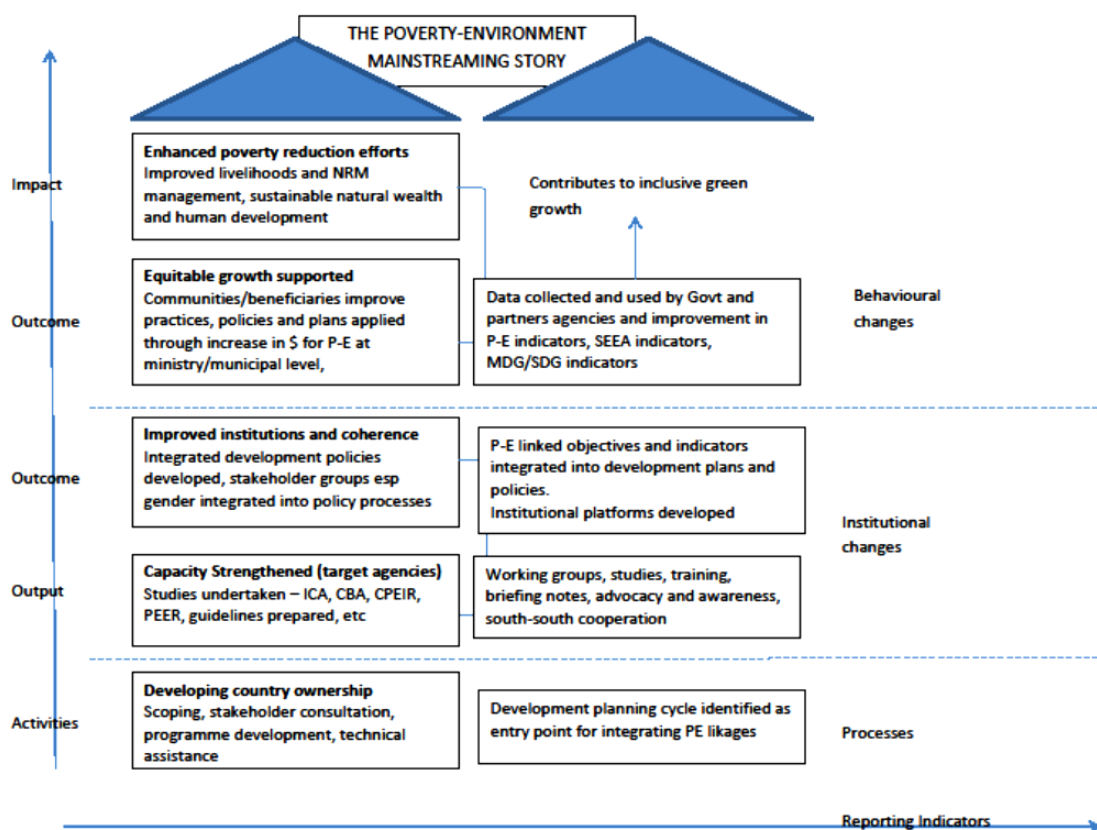 THE POVERTY-ENVIRONMENT
MAINSTREAMING STORY
Impact
Enhanced poverty reduction efforts
Improved livelihoods and NRM
management, sustainable natural wealth
and human development
Contributes to inclusive green
growth
Outcome
Equitable growth supported
Communities/beneficiaries improve
practices, policies and plans applied
through increase in $ for P-E at
ministry/municipal level,
Data collected and used by Govt and
partners agencies and improvement in
P-E indicators, SEEA indicators,
MDG/SDG indicators
Behavioural
changes
Outcome
Improved institutions and coherence
Integrated development policies
developed, stakeholder groups esp
gender integrated into policy processes
P-E linked objectives and indicators
integrated into development plans and
policies.
Institutional platforms developed
Institutional
changes
Output
Capacity Strengthened (target agencies)
Studies undertaken – ICA, CBA, CPEIR,
PEER, guidelines prepared, etc
Working groups, studies, training,
briefing notes, advocacy and awareness,
south-south cooperation
Activities
Developing country ownership
Scoping, stakeholder consultation,
programme development, technical
assistance
Development planning cycle identified as
entry point for integrating PE likages
Processes
Reporting Indicators